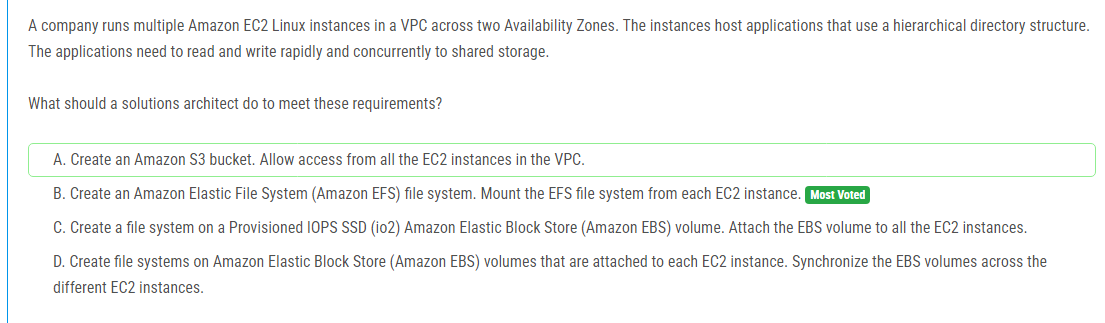 A company runs multiple Amazon EC2 Linux instances in a VPC across two Availability Zones. The instances host applications that use a hierarchical directory structure.
The applications need to read and write rapidly and concurrently to shared storage.
What should a solutions architect do to meet these requirements?
A. Create an Amazon S3 bucket. Allow access from all the EC2 instances in the VPC.
B. Create an Amazon Elastic File System (Amazon EFS) file system. Mount the EFS file system from each EC2 instance. Most Voted
C. Create a file system on a Provisioned IOPS SSD (io2) Amazon Elastic Block Store (Amazon EBS) volume. Attach the EBS volume to all the EC2 instances.
D. Create file systems on Amazon Elastic Block Store (Amazon EBS) volumes that are attached to each EC2 instance. Synchronize the EBS volumes across the
different EC2 instances.